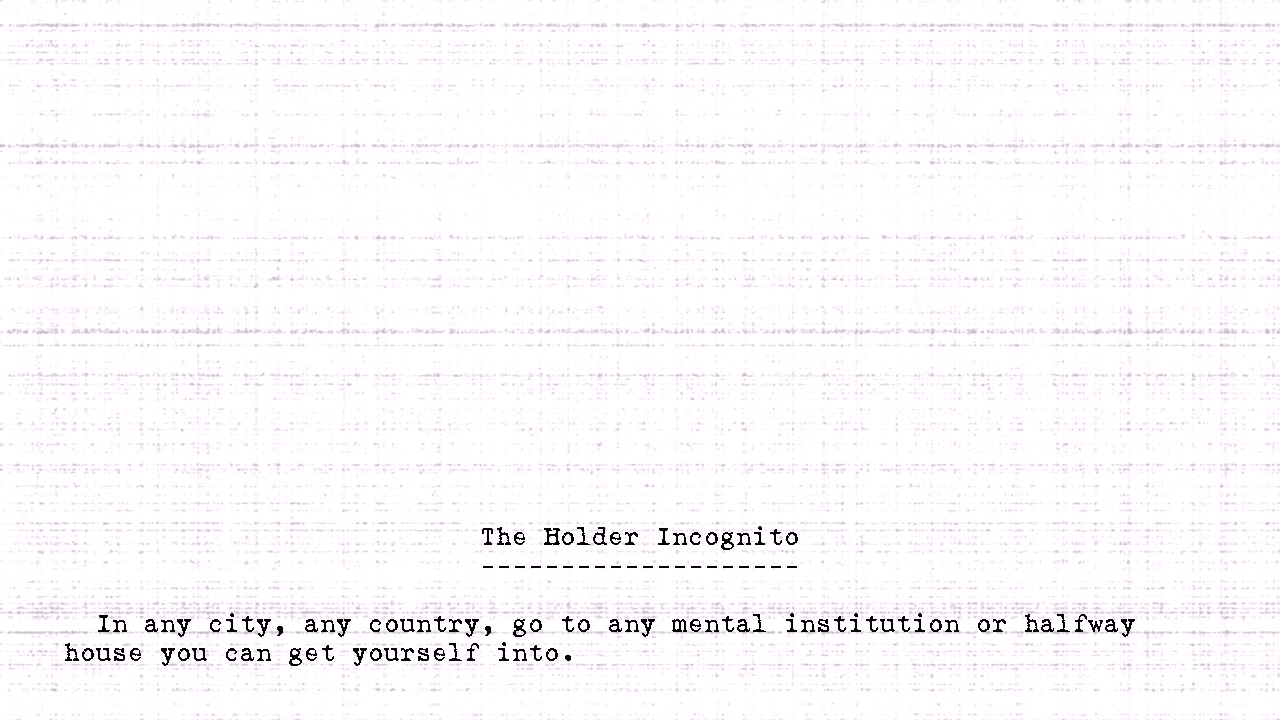 The Holder Incognito
--------------------
In any city, any country, go to any mental institution or halfway
house you can get yourself into.